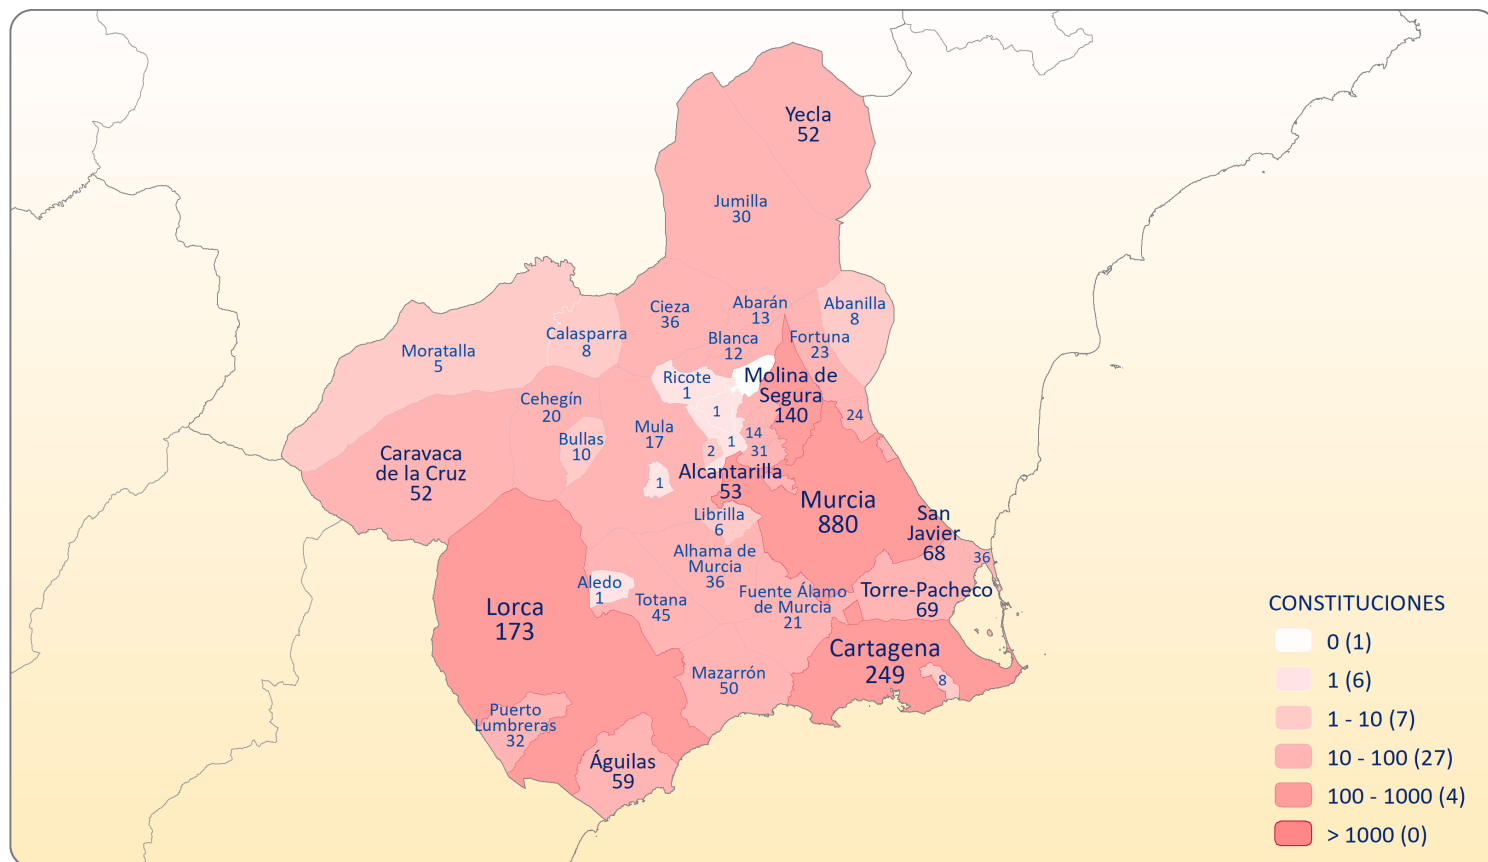 Yecla
52
Jumilla
30
Cieza
36
Abarán
13
Abanilla
8
Calasparra
8
Blanca
12
Fortuna
23
Moratalla
5
Ricote
1
Molina de
Segura
140
Cehegín
20
1
24
Mula
17
14
Bullas
10
2
1
31
Caravaca
de la Cruz
52
Alcantarilla
53
1
Murcia
880
Librilla
6
San
Javier
68
36
Alhama de
Murcia
36
Aledo
1
Totana
45
Fuente Álamo
de Murcia
21
Torre-Pacheco
69
Lorca
173
Cartagena
249
8
Mazarrón
50
Puerto
Lumbreras
32
Águilas
59
CONSTITUCIONES
0 (1)
1 (6)
1 - 10 (7)
10 - 100 (27)
100 - 1000 (4)
> 1000 (0)